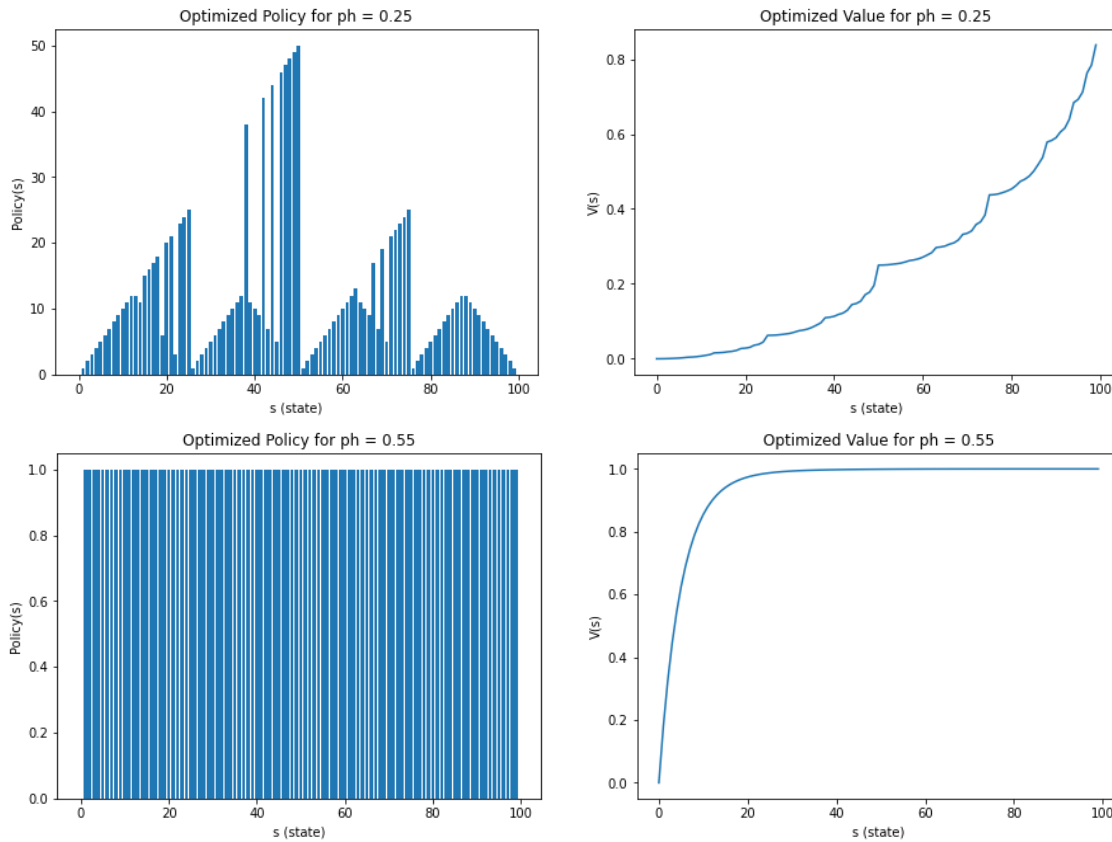 Optimized Policy for ph = 0.25
50
40
30
20
10
0
Policy(s)
0 20 40 60 80 100
s (state)
Optimized Value for ph = 0.25
0.8
0.6
0.4
0.2
0.0
V(s)
0 20 40 60 80 100
s (state)
Optimized Policy for ph = 0.55
1.0
0.8
0.6
0.4
0.2
0.0
Policy(s)
0 20 40 60 80 100
s (state)
Optimized Value for ph = 0.55
1.0
0.8
0.6
0.4
0.2
0.0
V(s)
0 20 40 60 80 100
s (state)